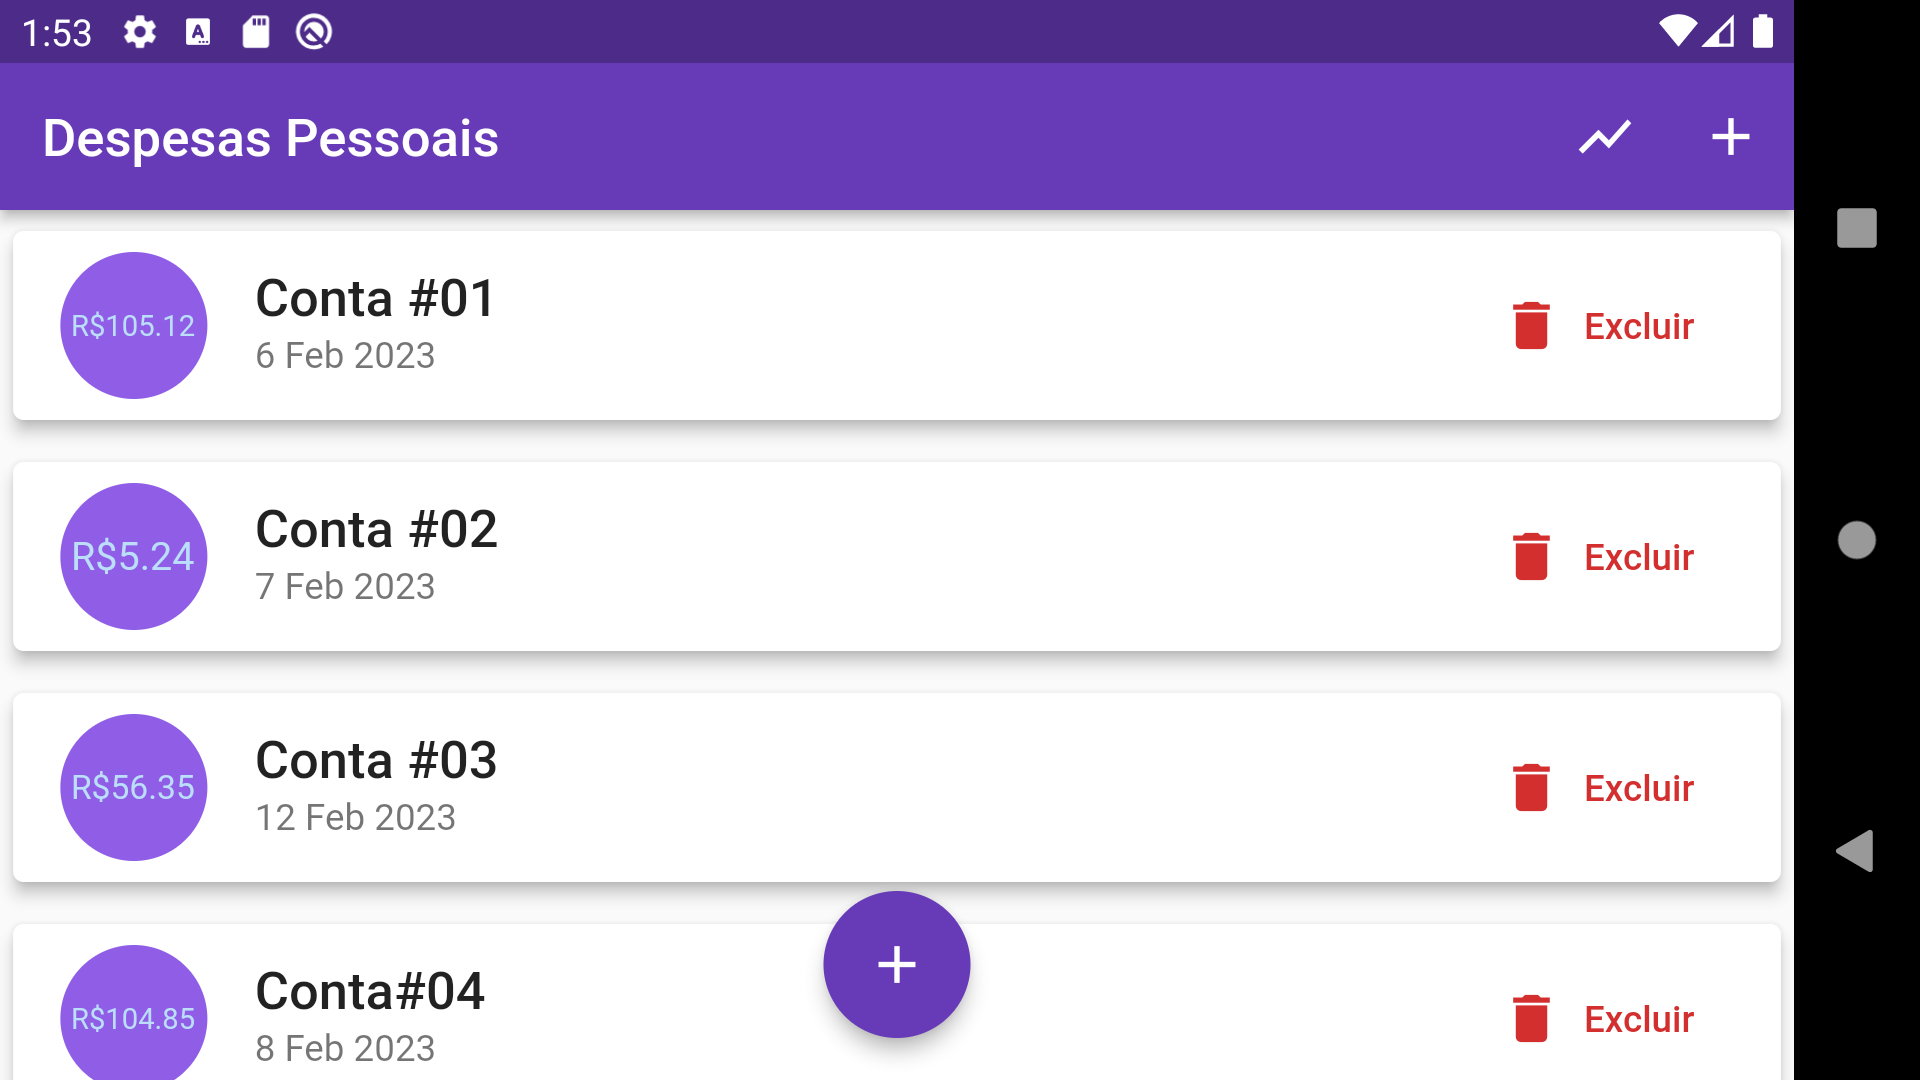 1:53
Despesas Pessoais
R$105.12
Conta #01
6 Feb 2023
Excluir
R$5.24
Conta #02
7 Feb 2023
Excluir
R$56.35
Conta #03
12 Feb 2023
Excluir
R$104.85
Conta#04
8 Feb 2023
Excluir